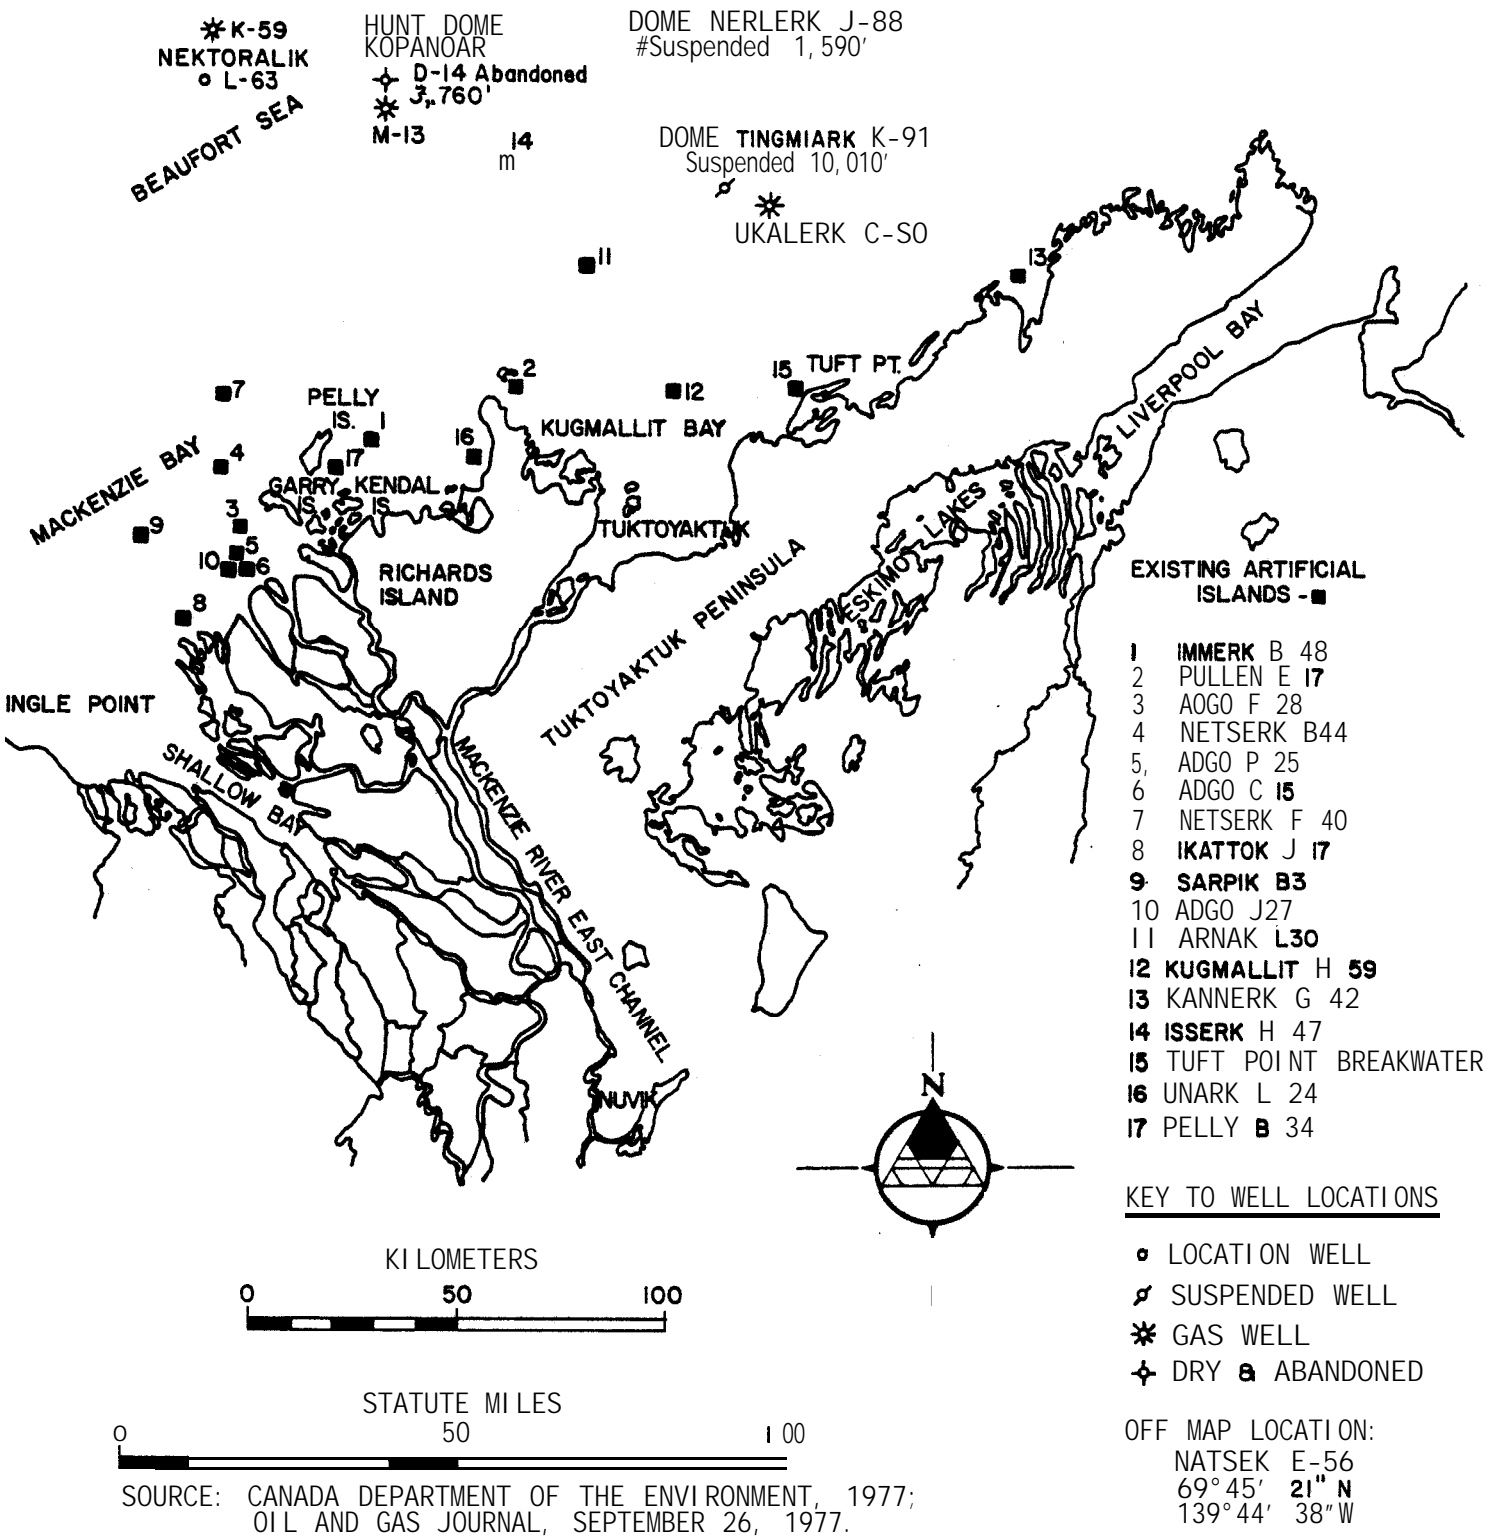 K-59
NEKTORALIK
L-63
HUNT DOME
KOPANOAR
D-14 Abandoned
3,760'
M-13
DOME NERLERK J-88
#Suspended 1,590'
BEAUFORT SEA
14
m
DOME TINGMIARK K-91
Suspended 10,010'
UKALERK C-SO
11
13
7
PELLY
IS.
1
2
12
15
TUFT PT.
LIVERPOOL BAY
16
KUGMALLIT BAY
MACKENZIE BAY
4
17
GARRY
IS.
KENDAL
IS.
9
3
5
10
6
8
TUKTOYAKTUK
RICHARDS
ISLAND
ESKIMO LAKES
TUKTOYAKTUK PENINSULA
INGLE POINT
SHALLOW BAY
MACKENZIE RIVER EAST CHANNEL
INUVIK
N
EXISTING ARTIFICIAL
ISLANDS -
1 IMMERK B 48
2 PULLEN E 17
3 AOGO F 28
4 NETSERK B44
5, ADGO P 25
6 ADGO C 15
7 NETSERK F 40
8 IKATTOK J 17
9 SARPIK B3
10 ADGO J27
11 ARNAK L30
12 KUGMALLIT H 59
13 KANNERK G 42
14 ISSERK H 47
15 TUFT POINT BREAKWATER
16 UNARK L 24
17 PELLY B 34
KEY TO WELL LOCATIONS
LOCATION WELL
SUSPENDED WELL
GAS WELL
DRY & ABANDONED
OFF MAP LOCATION:
NATSEK E-56
69°45' 21" N
139°44' 38" W
KILOMETERS
0 50 100
STATUTE MILES
0 50 100
SOURCE: CANADA DEPARTMENT OF THE ENVIRONMENT, 1977;
OIL AND GAS JOURNAL, SEPTEMBER 26, 1977.